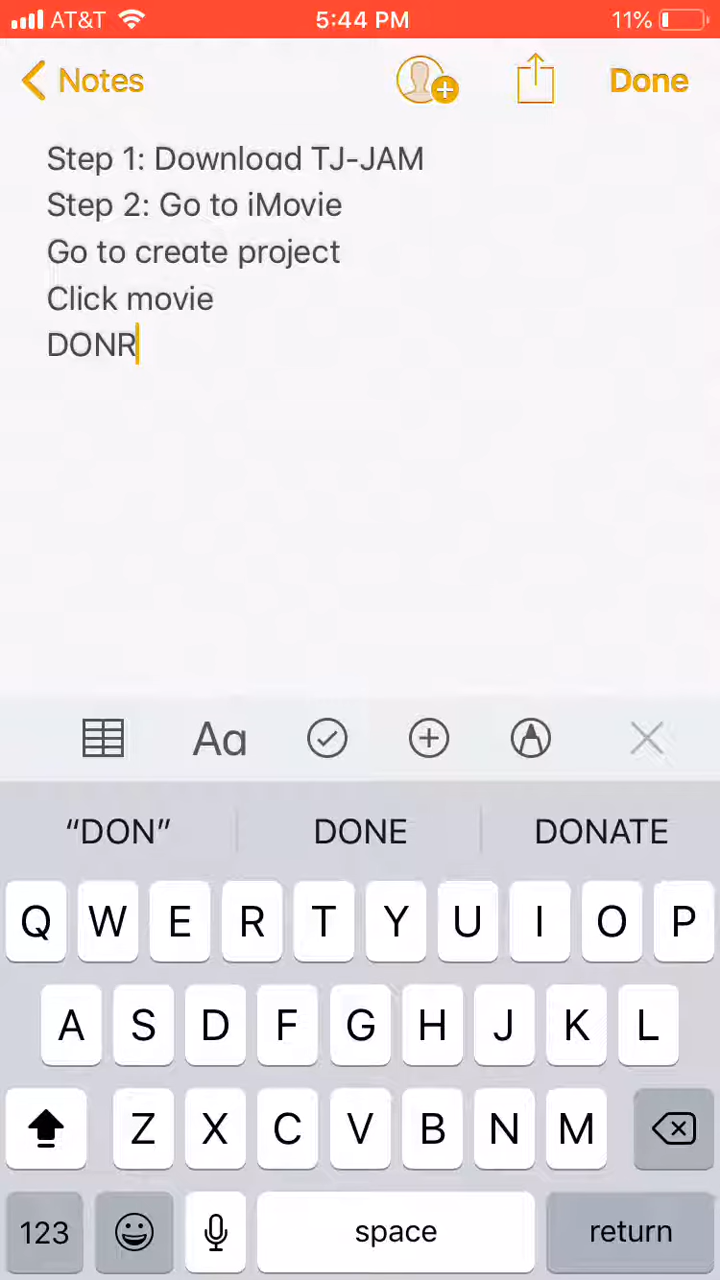 AT&T 5:44 PM 11%
Notes Done
Step 1: Download TJ-JAM
Step 2: Go to iMovie
Go to create project
Click movie
DONR
Aa
“DON” DONE DONATE
Q W E R T Y U I O P
A S D F G H J K L
Z X C V B N M
123 space return